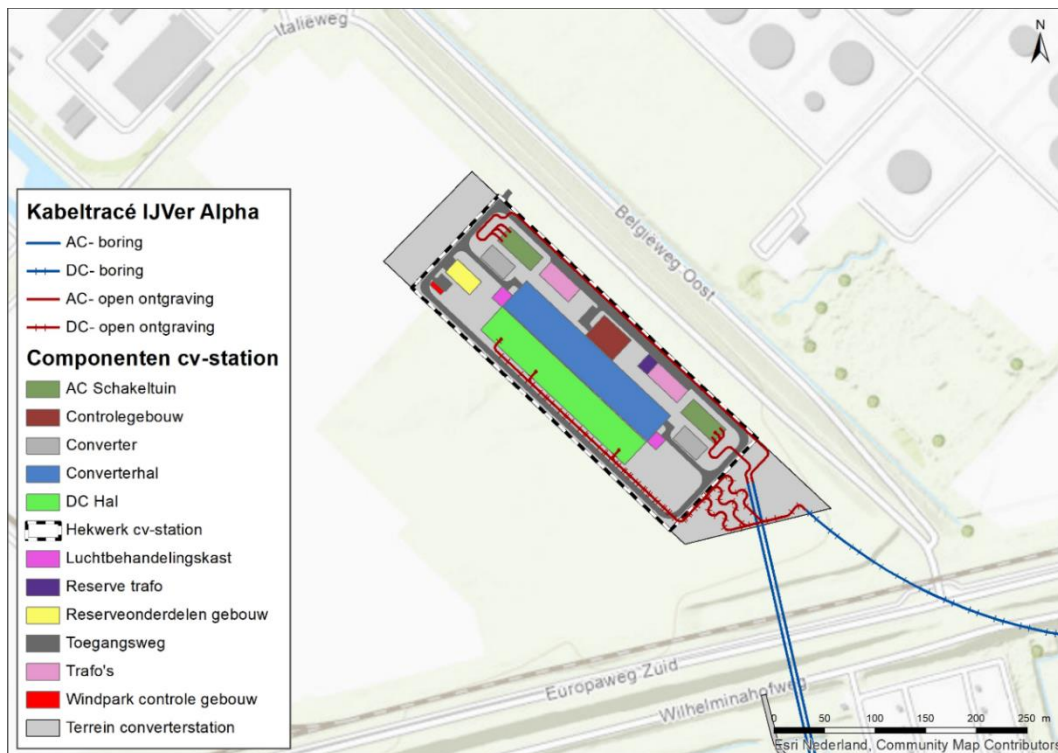 Italiëweg
N
Belgiëweg Oost
Kabeltracé IJVer Alpha
AC- boring
DC- boring
AC- open ontgraving
DC- open ontgraving
Componenten cv-station
AC Schakeltuin
Controlegebouw
Converter
Converterhal
DC Hal
Hekwerk cv-station
Luchtbehandelingskast
Reserve trafo
Reserveonderdelen gebouw
Toegangsweg
Trafo's
Windpark controle gebouw
Terrein converterstation
Europaweg Zuid
Wilhelminahofweg
0 50 100 150 200 250 m
Esri Nederland, Community Map Contributors